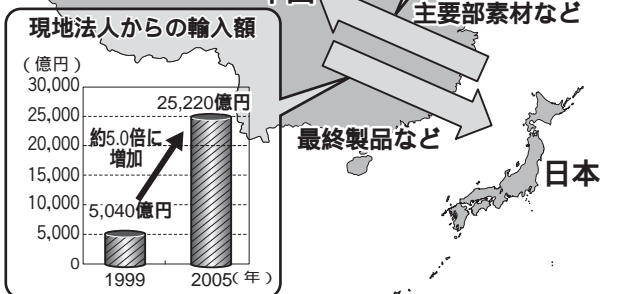 主要部素材など
現地法人からの輸入額
（億円）
30,000
25,000
20,000
15,000
10,000
5,000
0
25,220億円
約5.0倍に
増加
5,040億円
1999
2005（年）
最終製品など
日本